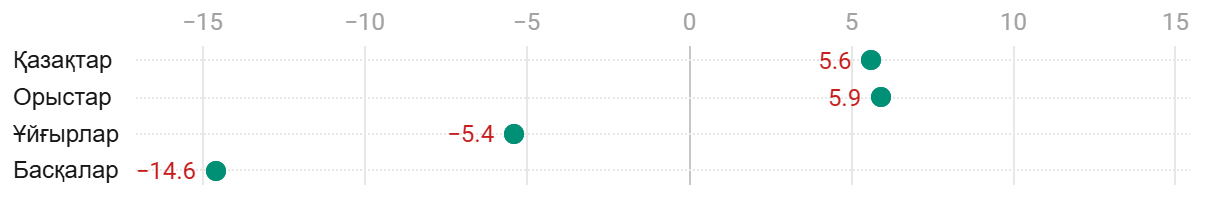 −15 −10 −5 0 5 10 15
Қазақтар 5.6
Орыстар 5.9
Ұйғырлар −5.4
Басқалар −14.6